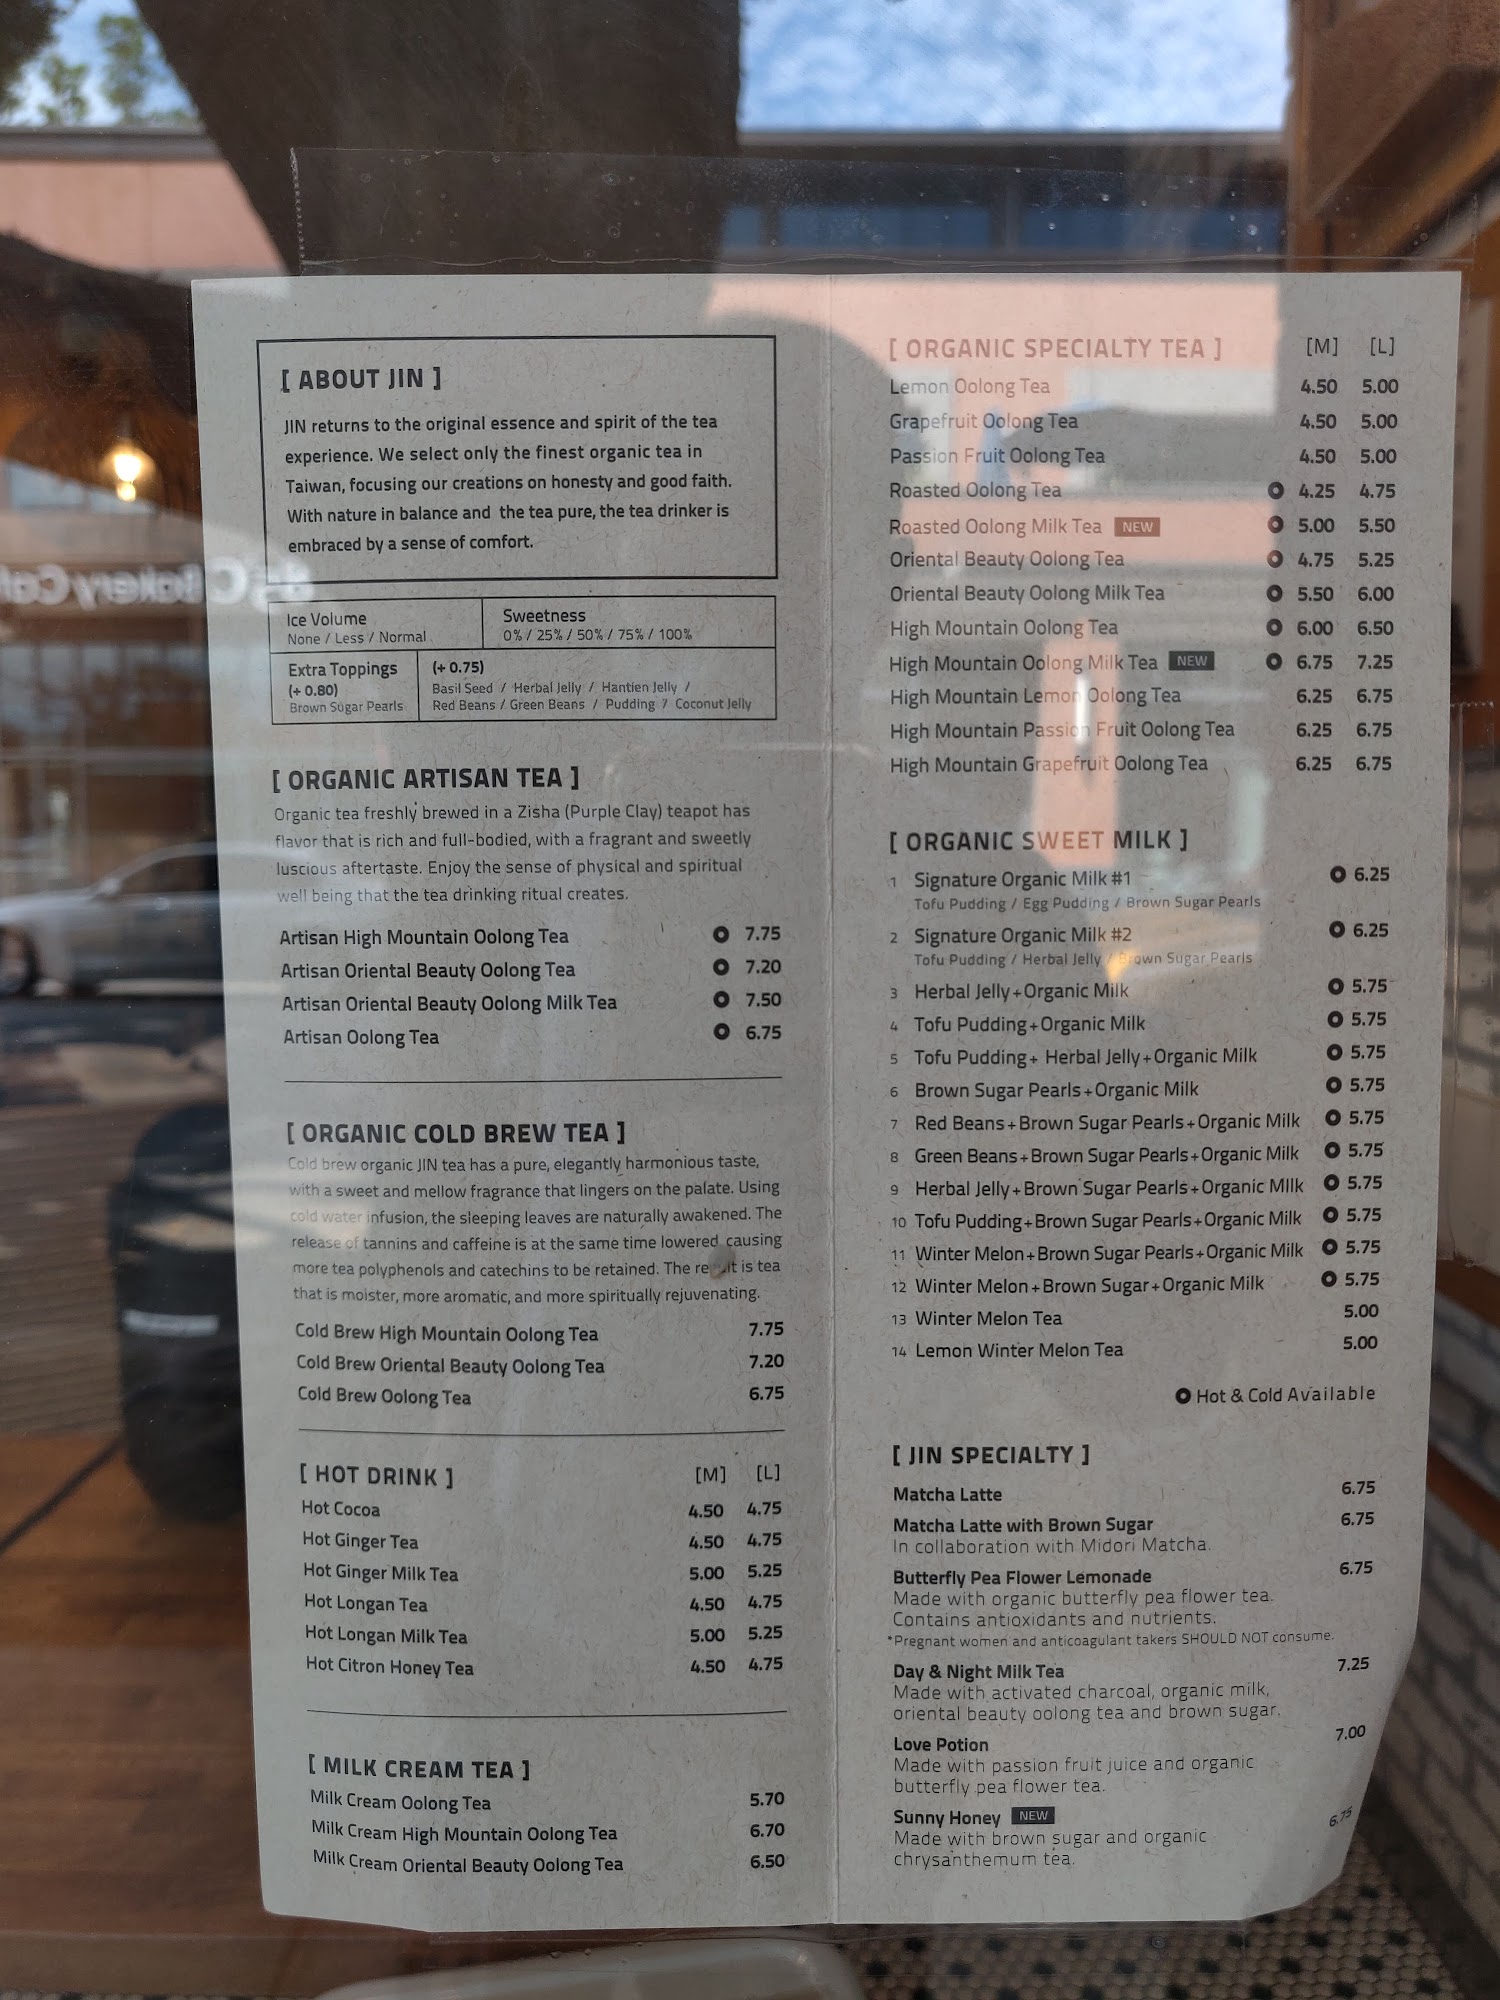 [ ABOUT JIN ]
JIN returns to the original essence and spirit of the tea
experience. We select only the finest organic tea in
Taiwan, focusing our creations on honesty and good faith.
With nature in balance and the tea pure, the tea drinker is
embraced by a sense of comfort.
Ice Volume
None / Less / Normal
Sweetness
0% / 25% / 50% / 75% / 100%
Extra Toppings
(+ 0.80)
Brown Sugar Pearls
(+ 0.75)
Basil Seed / Herbal Jelly / Hantien Jelly /
Red Beans / Green Beans / Pudding / Coconut Jelly
[ ORGANIC ARTISAN TEA ]
Organic tea freshly brewed in a Zisha (Purple Clay) teapot has
flavor that is rich and full-bodied, with a fragrant and sweetly
luscious aftertaste. Enjoy the sense of physical and spiritual
well being that the tea drinking ritual creates.
Artisan High Mountain Oolong Tea 7.75
Artisan Oriental Beauty Oolong Tea 7.20
Artisan Oriental Beauty Oolong Milk Tea 7.50
Artisan Oolong Tea 6.75
[ ORGANIC COLD BREW TEA ]
Cold brew organic JIN tea has a pure, elegantly harmonious taste,
with a sweet and mellow fragrance that lingers on the palate. Using
cold water infusion, the sleeping leaves are naturally awakened. The
release of tannins and caffeine is at the same time lowered causing
more tea polyphenols and catechins to be retained. The result is tea
that is moister, more aromatic, and more spiritually rejuvenating.
Cold Brew High Mountain Oolong Tea 7.75
Cold Brew Oriental Beauty Oolong Tea 7.20
Cold Brew Oolong Tea 6.75
[ HOT DRINK ] [M] [L]
Hot Cocoa 4.50 4.75
Hot Ginger Tea 4.50 4.75
Hot Ginger Milk Tea 5.00 5.25
Hot Longan Tea 4.50 4.75
Hot Longan Milk Tea 5.00 5.25
Hot Citron Honey Tea 4.50 4.75
[ MILK CREAM TEA ]
Milk Cream Oolong Tea 5.70
Milk Cream High Mountain Oolong Tea 6.70
Milk Cream Oriental Beauty Oolong Tea 6.50
[ ORGANIC SPECIALTY TEA ] [M] [L]
Lemon Oolong Tea 4.50 5.00
Grapefruit Oolong Tea 4.50 5.00
Passion Fruit Oolong Tea 4.50 5.00
Roasted Oolong Tea 4.25 4.75
Roasted Oolong Milk Tea NEW 5.00 5.50
Oriental Beauty Oolong Tea 4.75 5.25
Oriental Beauty Oolong Milk Tea 5.50 6.00
High Mountain Oolong Tea 6.00 6.50
High Mountain Oolong Milk Tea NEW 6.75 7.25
High Mountain Lemon Oolong Tea 6.25 6.75
High Mountain Passion Fruit Oolong Tea 6.25 6.75
High Mountain Grapefruit Oolong Tea 6.25 6.75
[ ORGANIC SWEET MILK ]
1 Signature Organic Milk #1 6.25
Tofu Pudding / Egg Pudding / Brown Sugar Pearls
2 Signature Organic Milk #2 6.25
Tofu Pudding / Herbal Jelly / Brown Sugar Pearls
3 Herbal Jelly+Organic Milk 5.75
4 Tofu Pudding+Organic Milk 5.75
5 Tofu Pudding+ Herbal Jelly+Organic Milk 5.75
6 Brown Sugar Pearls+Organic Milk 5.75
7 Red Beans+Brown Sugar Pearls+Organic Milk 5.75
8 Green Beans+Brown Sugar Pearls+Organic Milk 5.75
9 Herbal Jelly+Brown Sugar Pearls+Organic MIlk 5.75
10 Tofu Pudding+Brown Sugar Pearls+Organic Milk 5.75
11 Winter Melon+Brown Sugar Pearls+Organic Milk 5.75
12 Winter Melon+Brown Sugar+Organic Milk 5.75
13 Winter Melon Tea 5.00
14 Lemon Winter Melon Tea 5.00
Hot & Cold Available
[ JIN SPECIALTY ]
Matcha Latte 6.75
Matcha Latte with Brown Sugar 6.75
In collaboration with Midori Matcha.
Butterfly Pea Flower Lemonade 6.75
Made with organic butterfly pea flower tea.
Contains antioxidants and nutrients.
*Pregnant women and anticoagulant takers SHOULD NOT consume.
Day & Night Milk Tea 7.25
Made with activated charcoal, organic milk,
oriental beauty oolong tea and brown sugar.
Love Potion 7.00
Made with passion fruit juice and organic
butterfly pea flower tea.
Sunny Honey NEW 6.75
Made with brown sugar and organic
chrysanthemum tea.
85C Bakery Caf